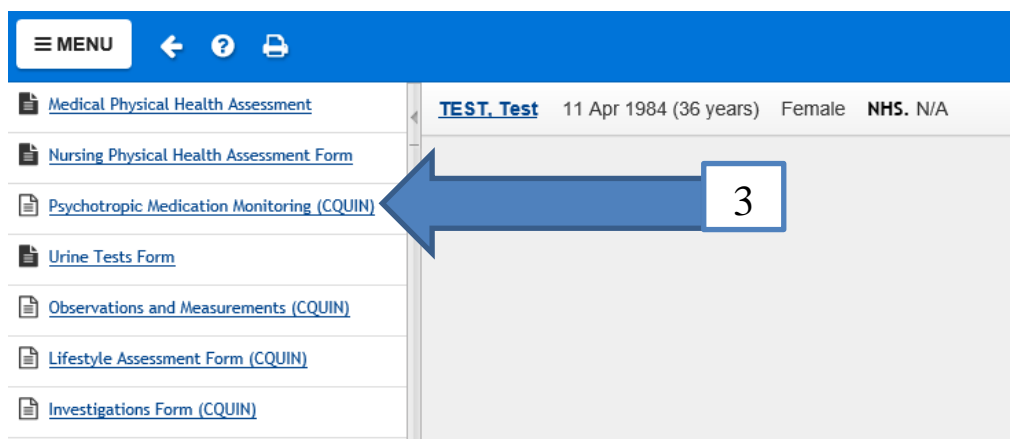 MENU
Medical Physical Health Assessment
TEST, Test 11 Apr 1984 (36 years) Female NHS. N/A
Nursing Physical Health Assessment Form
Psychotropic Medication Monitoring (CQUIN)
3
Urine Tests Form
Observations and Measurements (CQUIN)
Lifestyle Assessment Form (CQUIN)
Investigations Form (CQUIN)